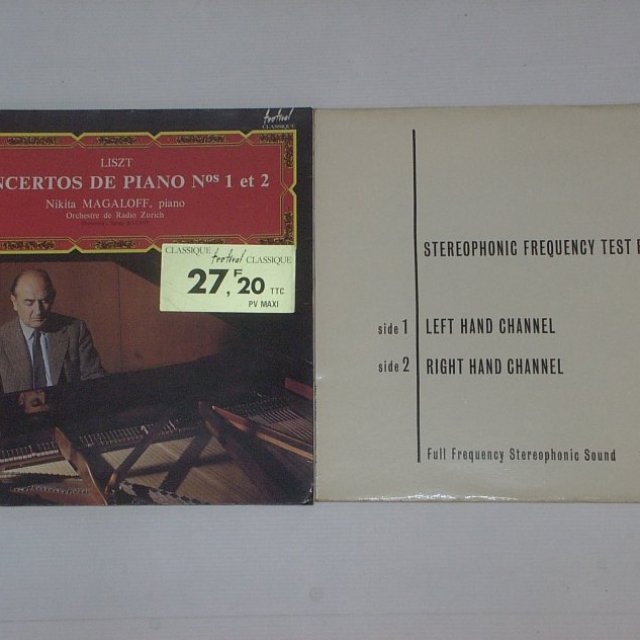 festival
CLASSIQUE
LISZT
NCERTOS DE PIANO Nos 1 et 2
Nikita MAGALOFF, piano
Orchestre de Radio Zurich
CLASSIQUE festival CLASSIQUE
27,F20 TTC
PV MAXI
STEREOPHONIC FREQUENCY TEST
side 1 LEFT HAND CHANNEL
side 2 RIGHT HAND CHANNEL
Full Frequency Stereophonic Sound